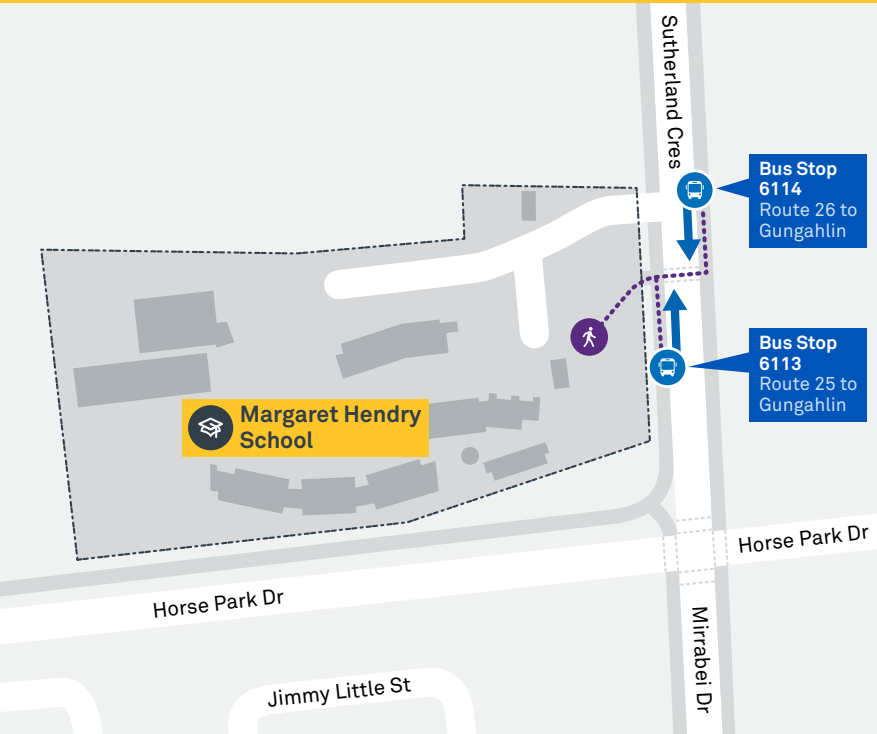 Sutherland Cres
Bus Stop
6114
Route 26 to
Gungahlin
Bus Stop
6113
Route 25 to
Gungahlin
Margaret Hendry
School
Horse Park Dr
Horse Park Dr
Mirrabei Dr
Jimmy Little St